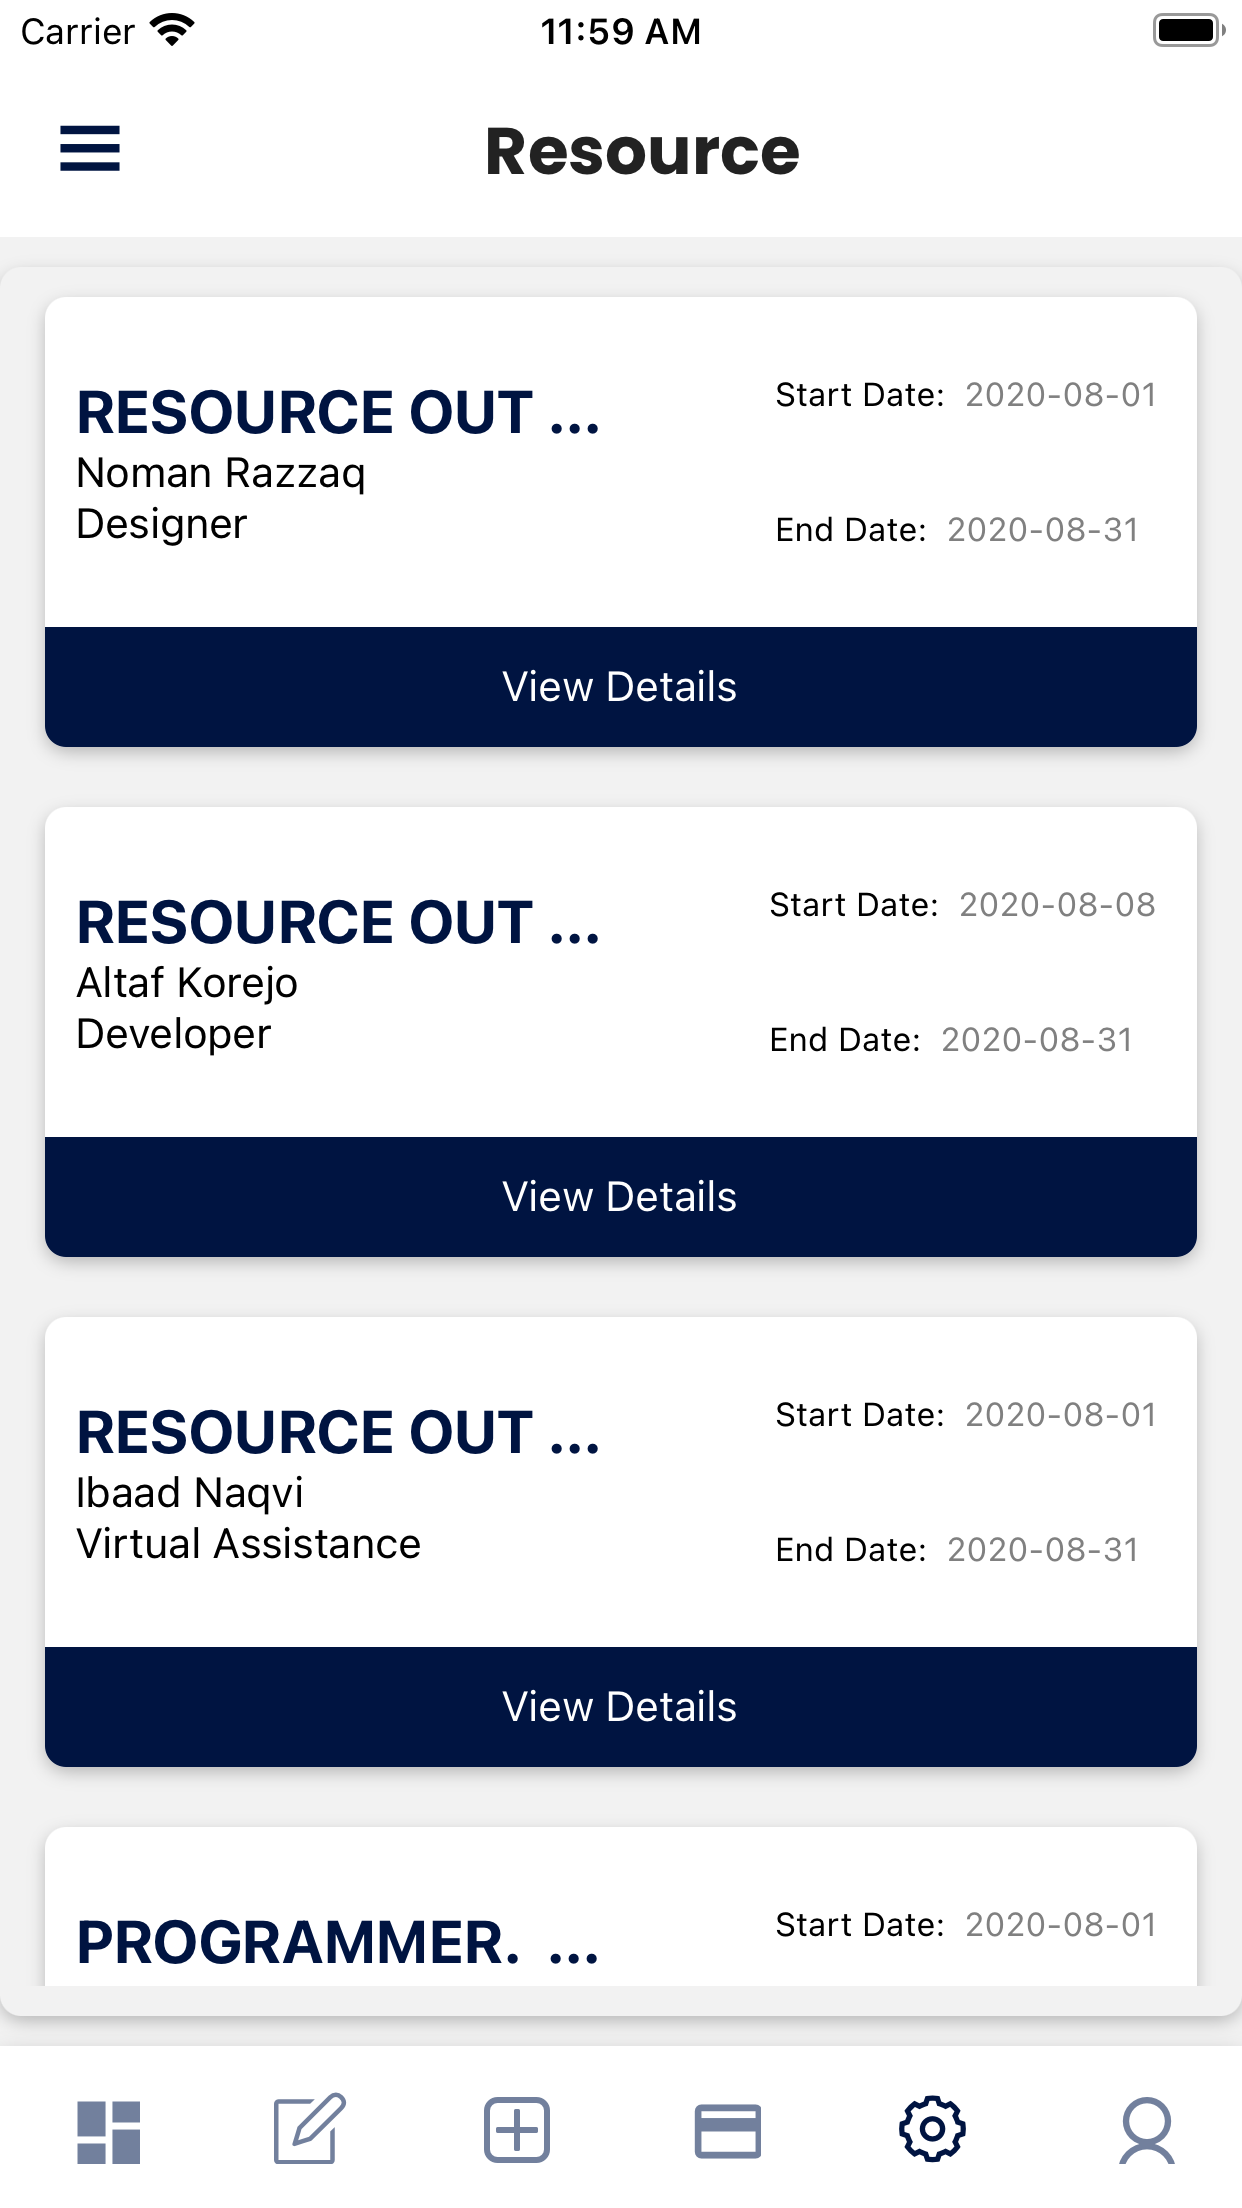 Carrier 11:59 AM
Resource
RESOURCE OUT ...
Noman Razzaq
Designer
Start Date: 2020-08-01
End Date: 2020-08-31
View Details
RESOURCE OUT ...
Altaf Korejo
Developer
Start Date: 2020-08-08
End Date: 2020-08-31
View Details
RESOURCE OUT ...
Ibaad Naqvi
Virtual Assistance
Start Date: 2020-08-01
End Date: 2020-08-31
View Details
PROGRAMMER. ...
Start Date: 2020-08-01